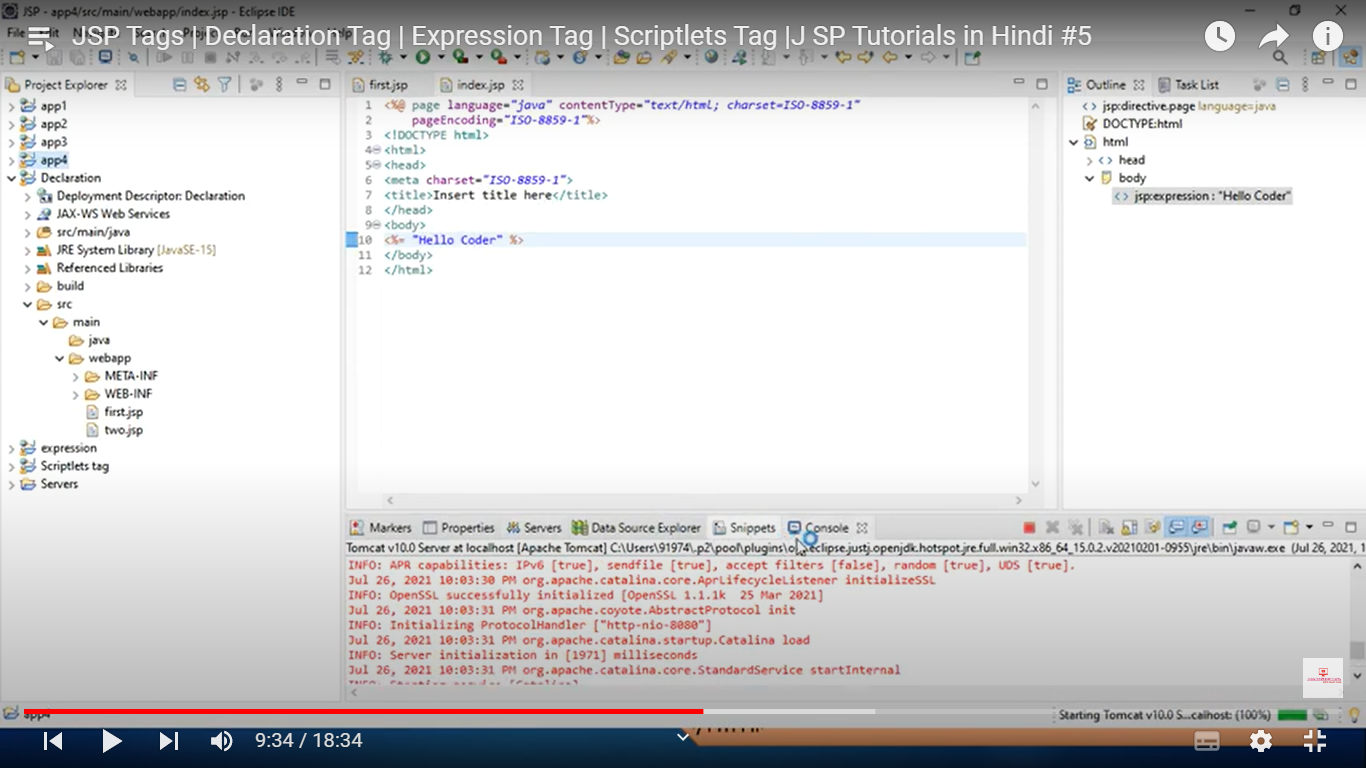 JSP - app4/src/main/webapp/index.jsp - Eclipse IDE
JSP Tags | Declaration Tag | Expression Tag | Scriptlets Tag |J SP Tutorials in Hindi #5
Project Explorer
app1
app2
app3
app4
Declaration
Deployment Descriptor: Declaration
JAX-WS Web Services
src/main/java
JRE System Library [JavaSE-15]
Referenced Libraries
build
src
main
java
webapp
META-INF
WEB-INF
first.jsp
two.jsp
expression
Scriptlets tag
Servers
first.jsp index.jsp
1 <%@ page language="java" contentType="text/html; charset=ISO-8859-1"
2 pageEncoding="ISO-8859-1"%>
3 <!DOCTYPE html>
4 <html>
5 <head>
6 <meta charset="ISO-8859-1">
7 <title>Insert title here</title>
8 </head>
9 <body>
10 <%= "Hello Coder" %>
11 </body>
12 </html>
Outline Task List
jsp:directive.page language=java
DOCTYPE:html
html
head
body
jsp:expression : "Hello Coder"
Markers Properties Servers Data Source Explorer Snippets Console
Tomcat v10.0 Server at localhost [Apache Tomcat] C:\Users\91974\.p2\pool\plugins\ eclipse.justj.openjdk.hotspot.jre.full.win32.x86_64_15.0.2.v20210201-0955\jre\bin\javaw.exe (Jul 26, 2021, 1
INFO: APR capabilities: IPv6 [true], sendfile [true], accept filters [false], random [true], UDS [true].
Jul 26, 2021 10:03:30 PM org.apache.catalina.core.AprLifecycleListener initializeSSL
INFO: OpenSSL successfully initialized [OpenSSL 1.1.1k 25 Mar 2021]
Jul 26, 2021 10:03:31 PM org.apache.coyote.AbstractProtocol init
INFO: Initializing ProtocolHandler ["http-nio-8080"]
Jul 26, 2021 10:03:31 PM org.apache.catalina.startup.Catalina load
INFO: Server initialization in [1971] milliseconds
Jul 26, 2021 10:03:31 PM org.apache.catalina.core.StandardService startInternal
INFO: Starting service [Catalina]
app4
Starting Tomcat v10.0 S...calhost: (100%)
9:34 / 18:34